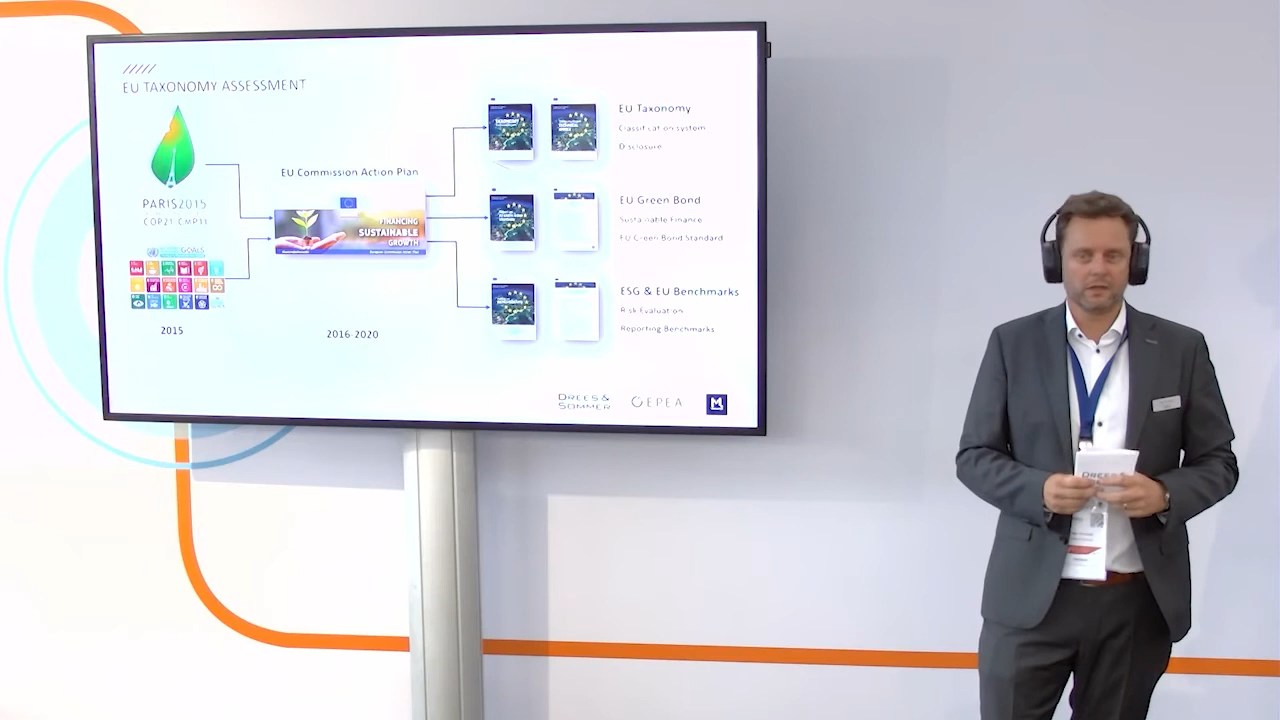 EU TAXONOMY ASSESSMENT
PARIS2015
COP21·CMP11
GOALS
2015
EU Commission Action Plan
FINANCING
SUSTAINABLE
GROWTH
2016-2020
EU Taxonomy
Classification system
Disclosure
EU Green Bond
Sustainable Finance
EU Green Bond Standard
ESG & EU Benchmarks
Risk Evaluation
Reporting Benchmarks
DREES &
SOMMER
EPEA
DREES &